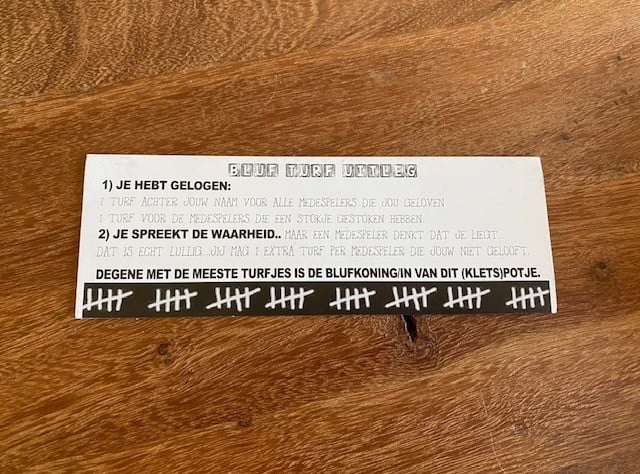 BLUF TURF UITLEG
1) JE HEBT GELOGEN:
1 TURF ACHTER JOUW NAAM VOOR ALLE MEDESPELERS DIE JOU GELOVEN
1 TURF VOOR DE MEDESPELERS DIE EEN STOKJE GESTOKEN HEBBEN.
2) JE SPREEKT DE WAARHEID.. MAAR EEN MEDESPELER DENKT DAT JE LIEGT...
DAT IS ECHT LULLIG...JIJ MAG 1 EXTRA TURF PER MEDESPELER DIE JOUW NIET GELOOFT.
DEGENE MET DE MEESTE TURFJES IS DE BLUFKONING/IN VAN DIT (KLETS)POTJE.